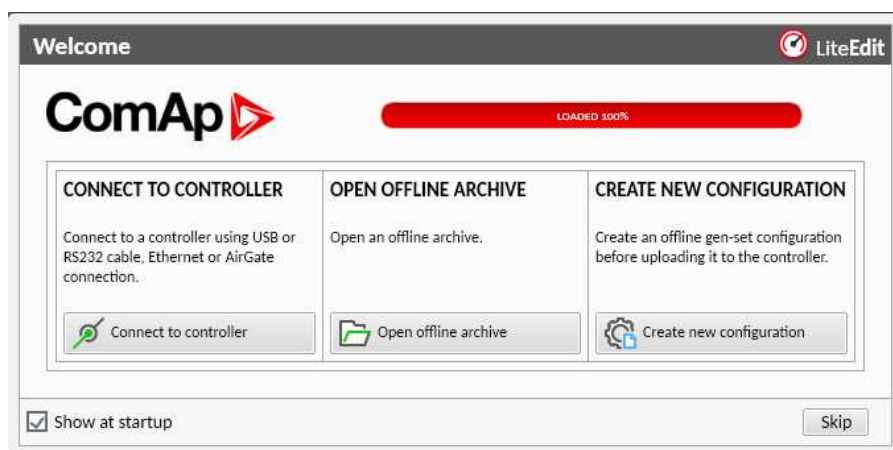 Welcome
LiteEdit
ComAp
LOADED 100%
CONNECT TO CONTROLLER
Connect to a controller using USB or
RS232 cable, Ethernet or AirGate
connection.
Connect to controller
OPEN OFFLINE ARCHIVE
Open an offline archive.
Open offline archive
CREATE NEW CONFIGURATION
Create an offline gen-set configuration
before uploading it to the controller.
Create new configuration
Show at startup
Skip